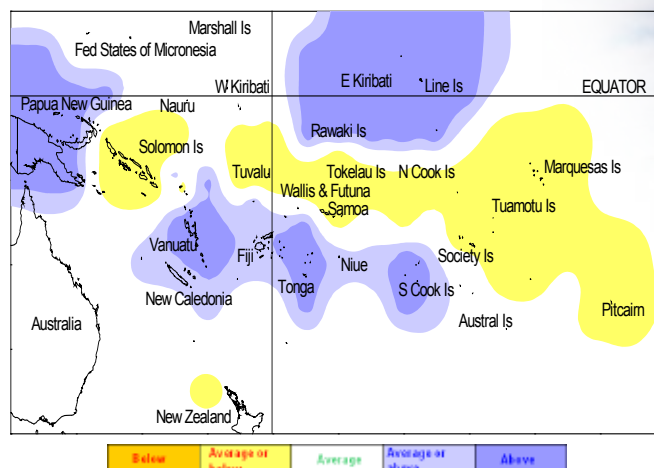 Marshall Is
Fed States of Micronesia
W Kiribati
E Kiribati
Line Is
EQUATOR
Papua New Guinea
Nauru
Rawaki Is
Solomon Is
Tuvalu
Tokelau Is
N Cook Is
Marquesas Is
Wallis & Futuna
Samoa
Tuamotu Is
Vanuatu
Fiji
Niue
Society Is
New Caledonia
Tonga
S Cook Is
Pitcairn
Australia
Austral Is
New Zealand
Below
Average or
below
Average
Average or
above
Above